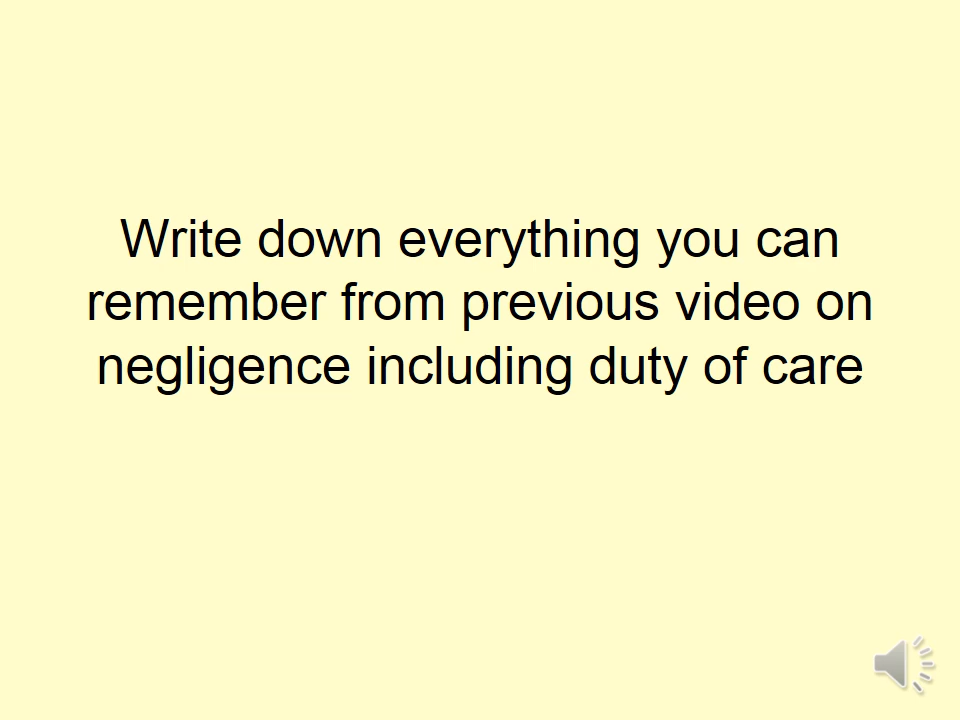 Write down everything you can
remember from previous video on
negligence including duty of care